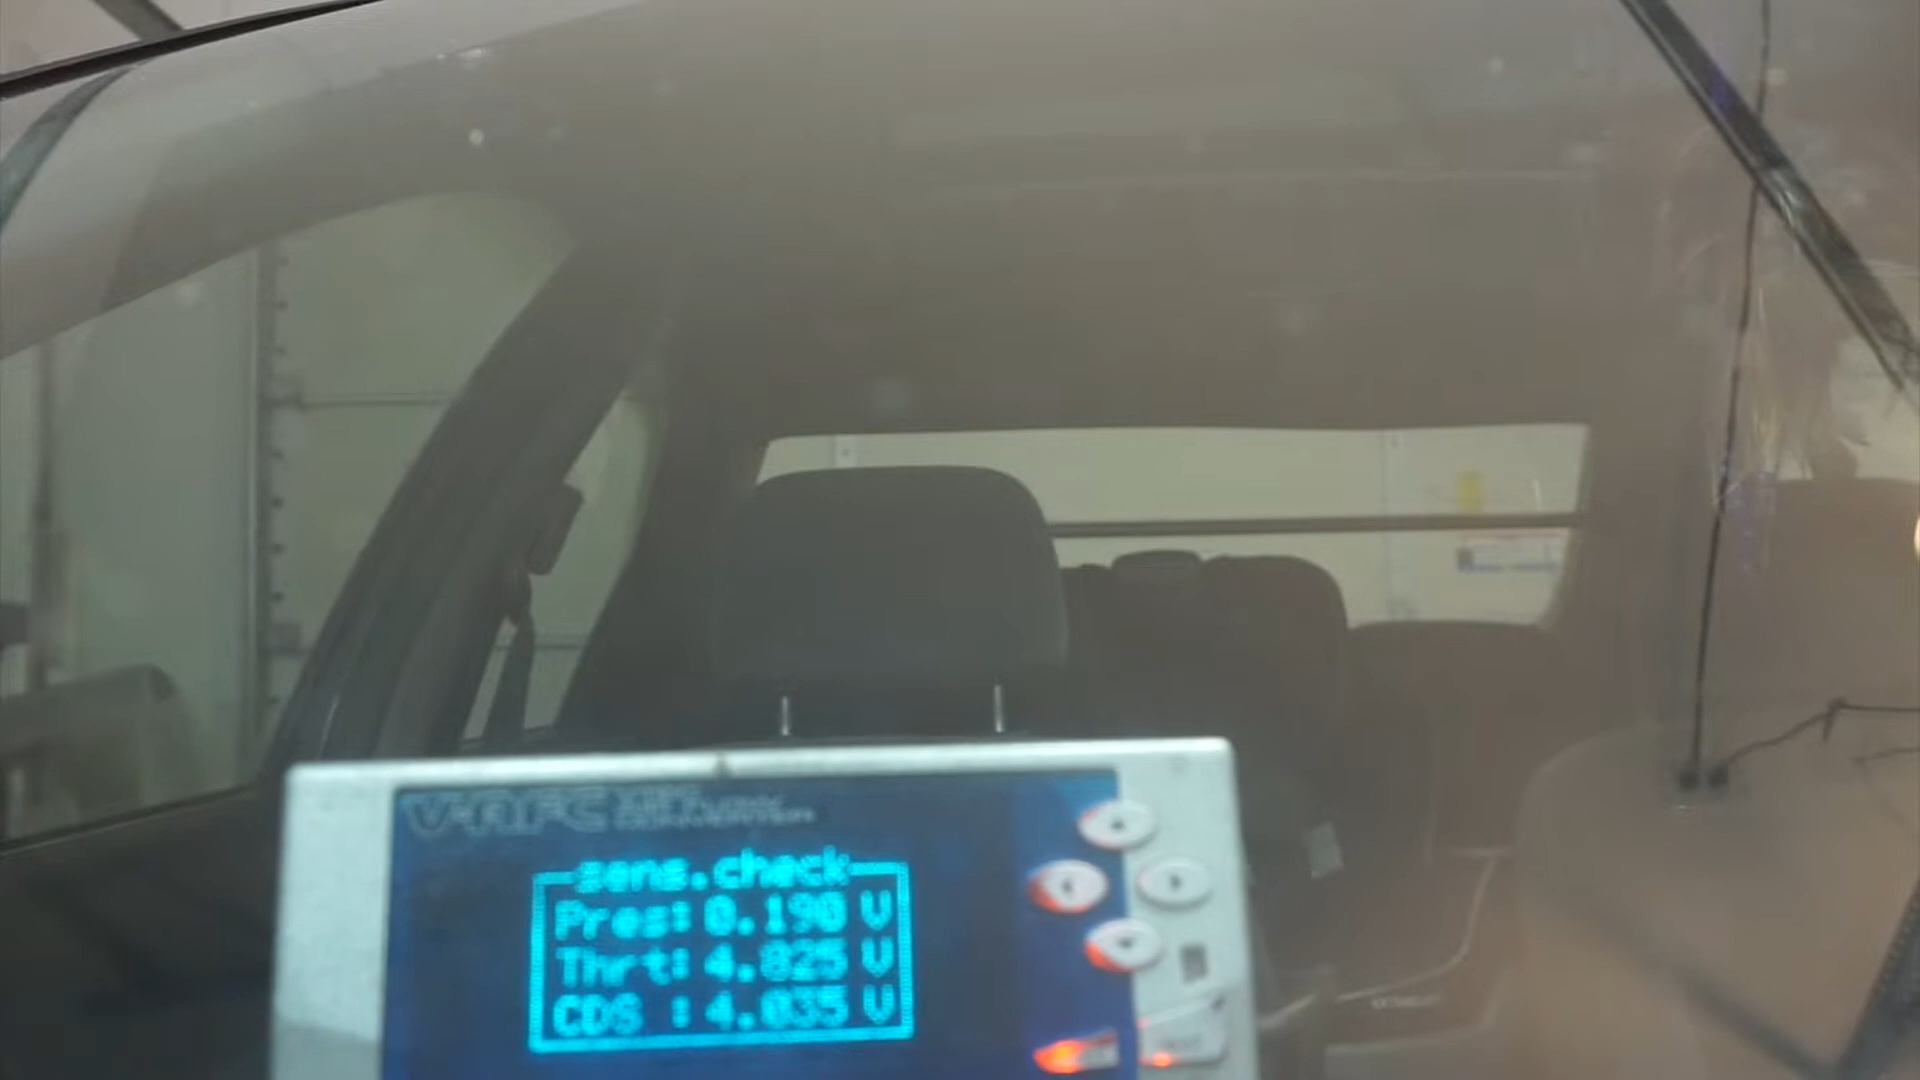 V-AFC
sens.check
Pres: 0.190 V
Thrt: 4.825 V
CDS : 4.035 V